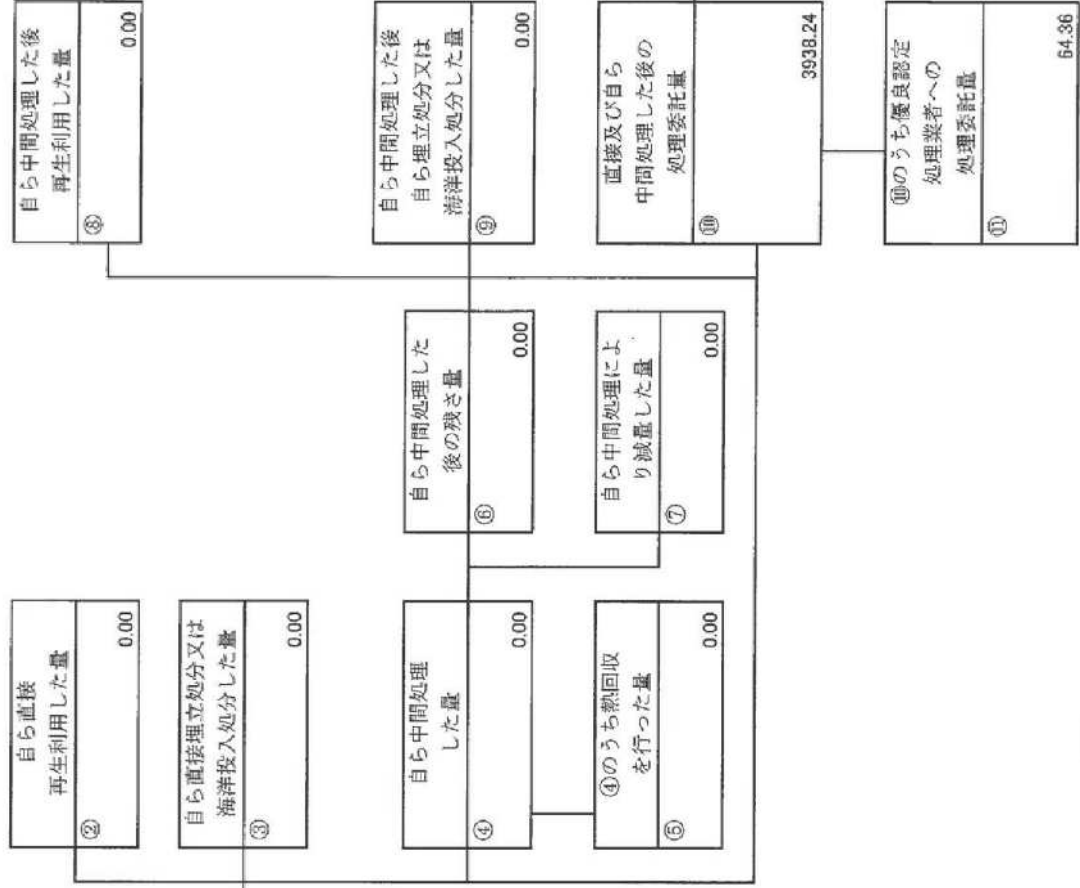 自ら直接
再生利用した量
②
0.00
自ら直接埋立処分又は
海洋投入処分した量
③
0.00
自ら中間処理
した量
④
0.00
④のうち熱回収
を行った量
⑤
0.00
自ら中間処理した
後の残さ量
⑥
0.00
自ら中間処理によ
り減量した量
⑦
0.00
自ら中間処理した後
再生利用した量
⑧
0.00
自ら中間処理した後
自ら埋立処分又は
海洋投入処分した量
⑨
0.00
直接及び自ら
中間処理した後の
処理委託量
⑩
3938.24
⑩のうち優良認定
処理業者への
処理委託量
⑪
64.36